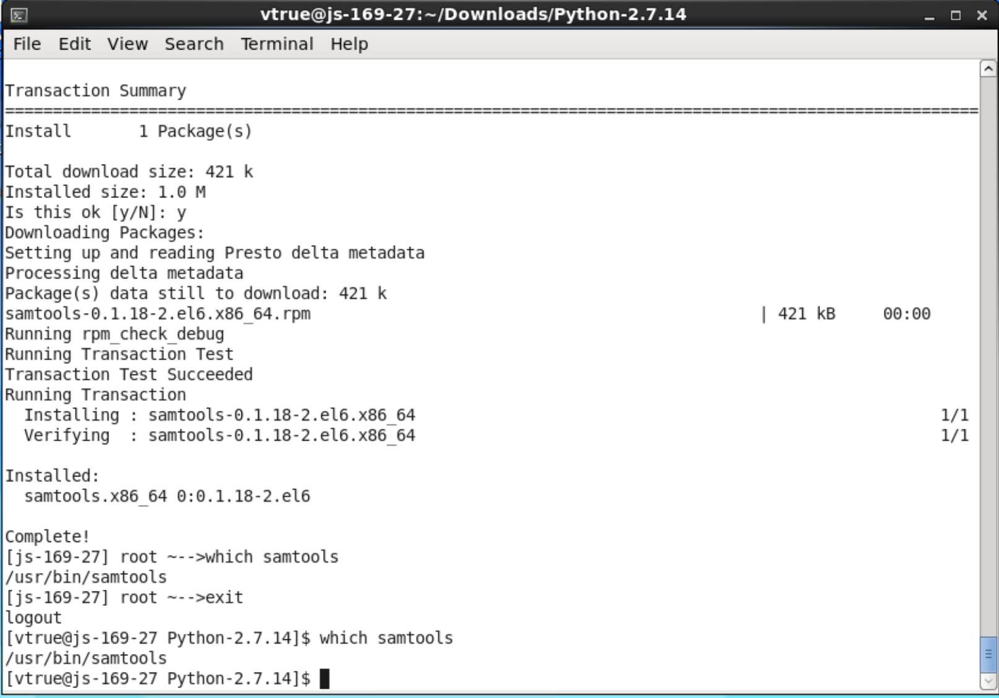 vtrue@js-169-27:~/Downloads/Python-2.7.14
File Edit View Search Terminal Help
Transaction Summary
======================================================================================================
Install       1 Package(s)
Total download size: 421 k
Installed size: 1.0 M
Is this ok [y/N]: y
Downloading Packages:
Setting up and reading Presto delta metadata
Processing delta metadata
Package(s) data still to download: 421 k
samtools-0.1.18-2.el6.x86_64.rpm                                               | 421 kB     00:00
Running rpm_check_debug
Running Transaction Test
Transaction Test Succeeded
Running Transaction
  Installing : samtools-0.1.18-2.el6.x86_64                                                       1/1
  Verifying  : samtools-0.1.18-2.el6.x86_64                                                       1/1
Installed:
  samtools.x86_64 0:0.1.18-2.el6
Complete!
[js-169-27] root ~-->which samtools
/usr/bin/samtools
[js-169-27] root ~-->exit
logout
[vtrue@js-169-27 Python-2.7.14]$ which samtools
/usr/bin/samtools
[vtrue@js-169-27 Python-2.7.14]$